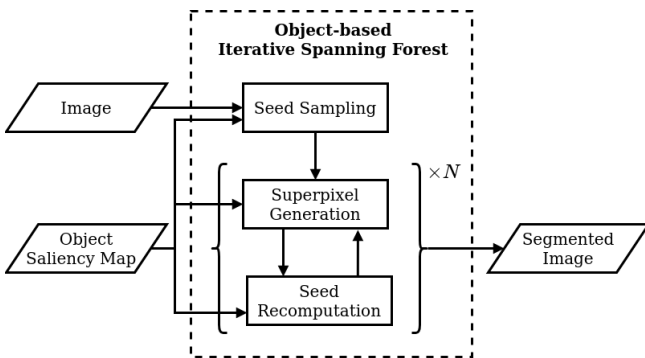 Object-based
Iterative Spanning Forest
Image
Seed Sampling
×N
Superpixel
Generation
Object
Saliency Map
Segmented
Image
Seed
Recomputation